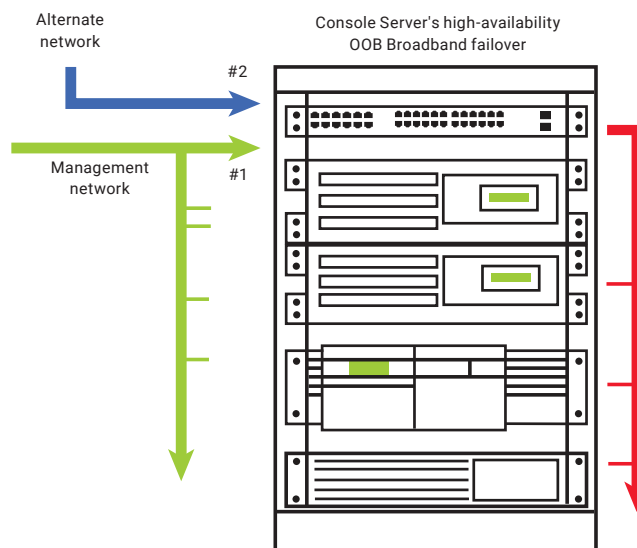 Alternate
network
Console Server's high-availability
OOB Broadband failover
#2
Management
network
#1